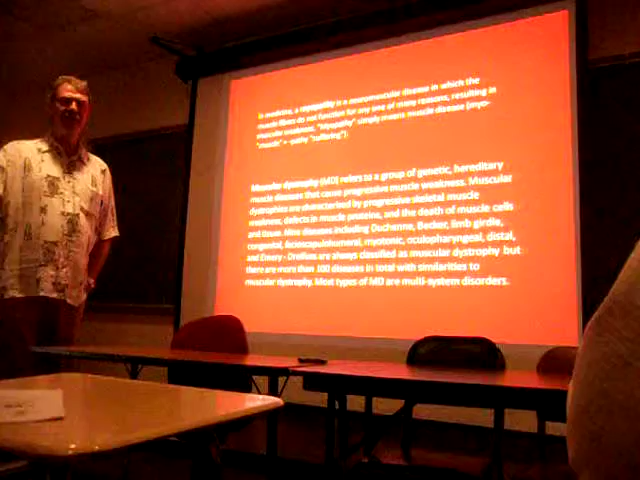 In medicine, a myopathy is a neuromuscular disease in which the
muscle fibers do not function for any one of many reasons, resulting in
muscular weakness. "Myopathy" simply means muscle disease (myo-
"muscle" + -pathy "suffering").
Muscular dystrophy (MD) refers to a group of genetic, hereditary
muscle diseases that cause progressive muscle weakness. Muscular
dystrophies are characterized by progressive skeletal muscle
weakness, defects in muscle proteins, and the death of muscle cells
and tissue. Nine diseases including Duchenne, Becker, limb girdle,
congenital, facioscapulohumeral, myotonic, oculopharyngeal, distal,
and Emery - Dreifuss are always classified as muscular dystrophy but
there are more than 100 diseases in total with similarities to
muscular dystrophy. Most types of MD are multi-system disorders.